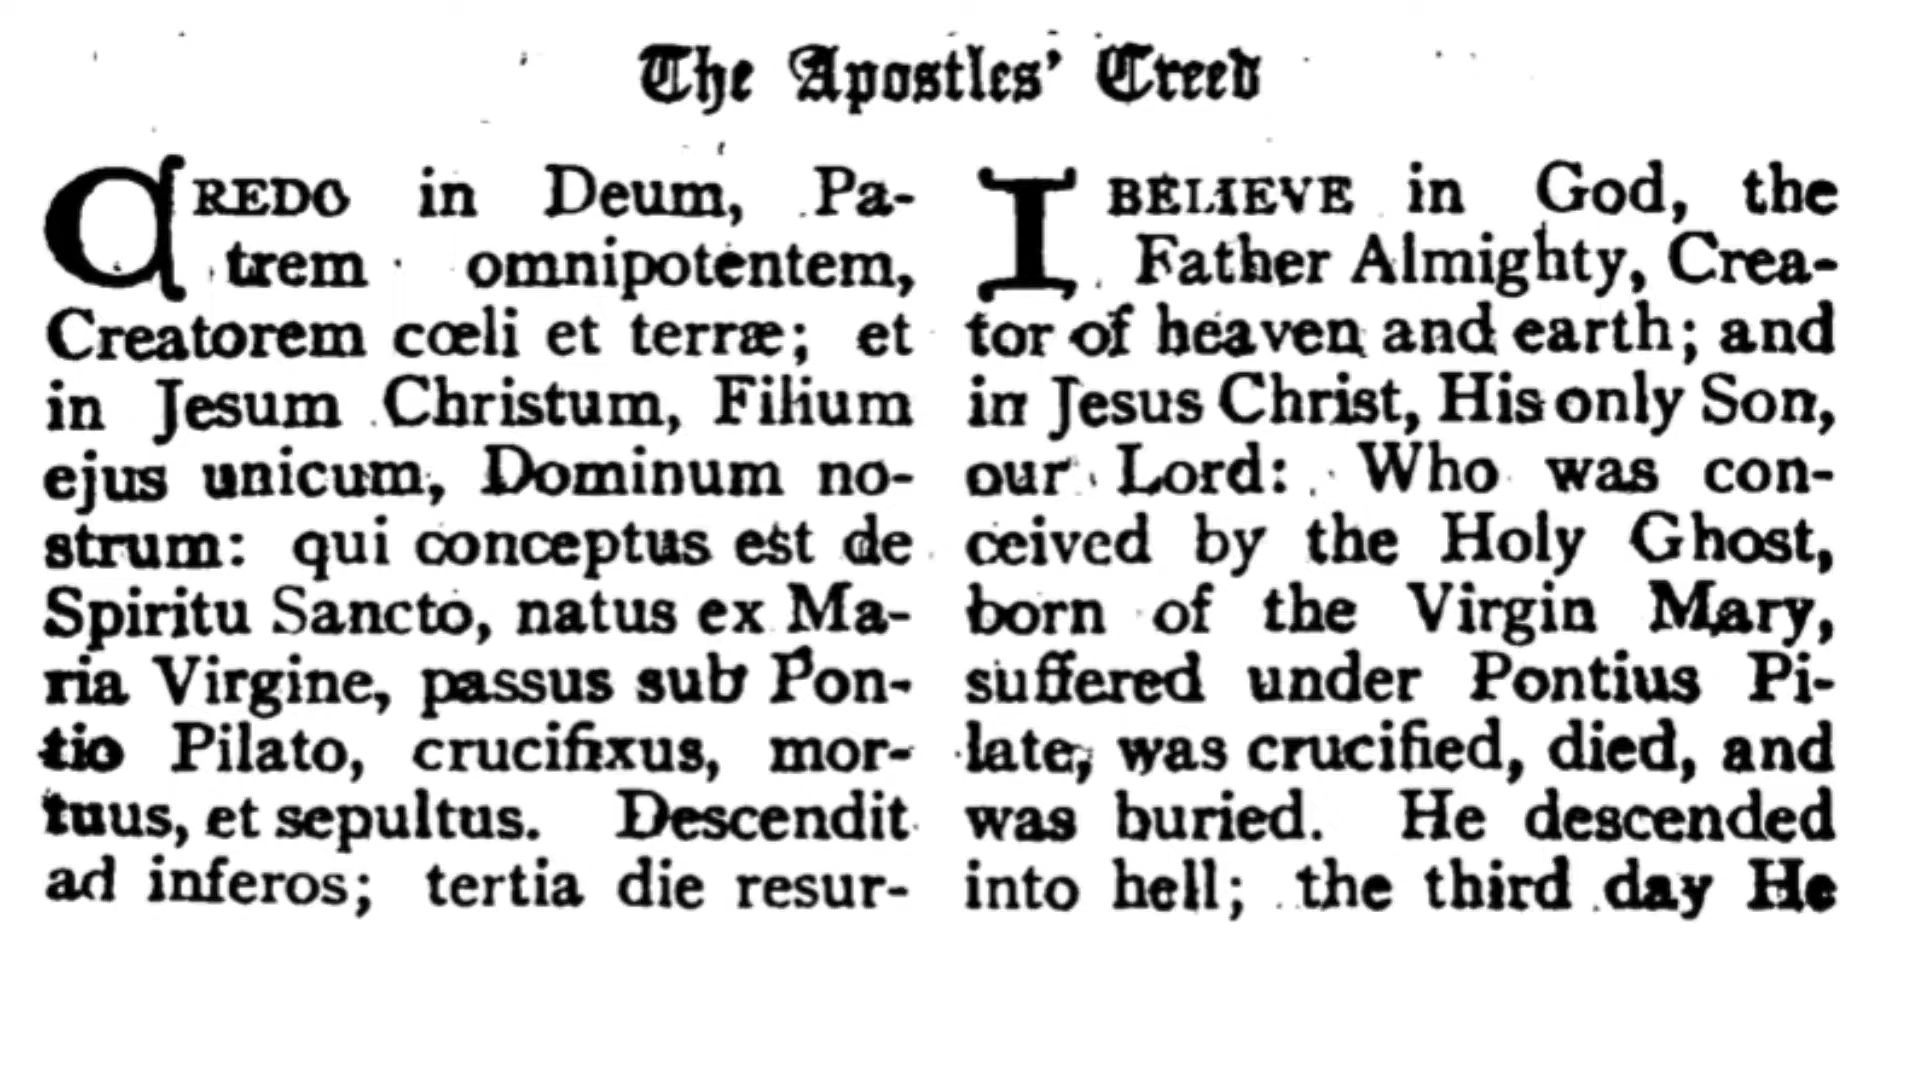 The Apostles' Creed
CREDO in Deum, Pa-
trem omnipotentem,
Creatorem cœli et terræ; et
in Jesum Christum, Filium
ejus unicum, Dominum no-
strum: qui conceptus est de
Spiritu Sancto, natus ex Ma-
ria Virgine, passus sub Pon-
tio Pilato, crucifixus, mor-
tuus, et sepultus. Descendit
ad inferos; tertia die resur-
I BELIEVE in God, the
Father Almighty, Crea-
tor of heaven and earth; and
in Jesus Christ, His only Son,
our Lord: Who was con-
ceived by the Holy Ghost,
born of the Virgin Mary,
suffered under Pontius Pi-
late, was crucified, died, and
was buried. He descended
into hell; the third day He